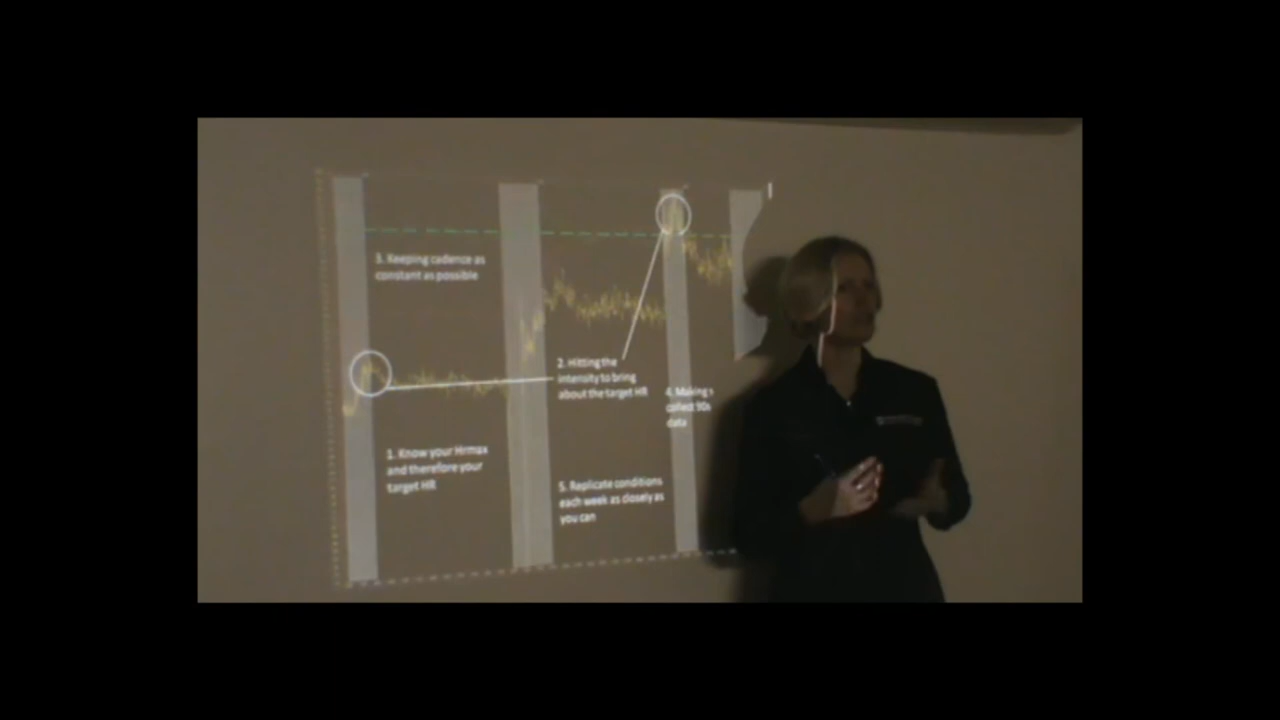 3. Keeping cadence as
constant as possible
2. Hitting the
intensity to bring
about the target HR
4. Making s
collect 90s
data
1. Know your Hrmax
and therefore your
target HR
5. Replicate conditions
each week as closely as
you can